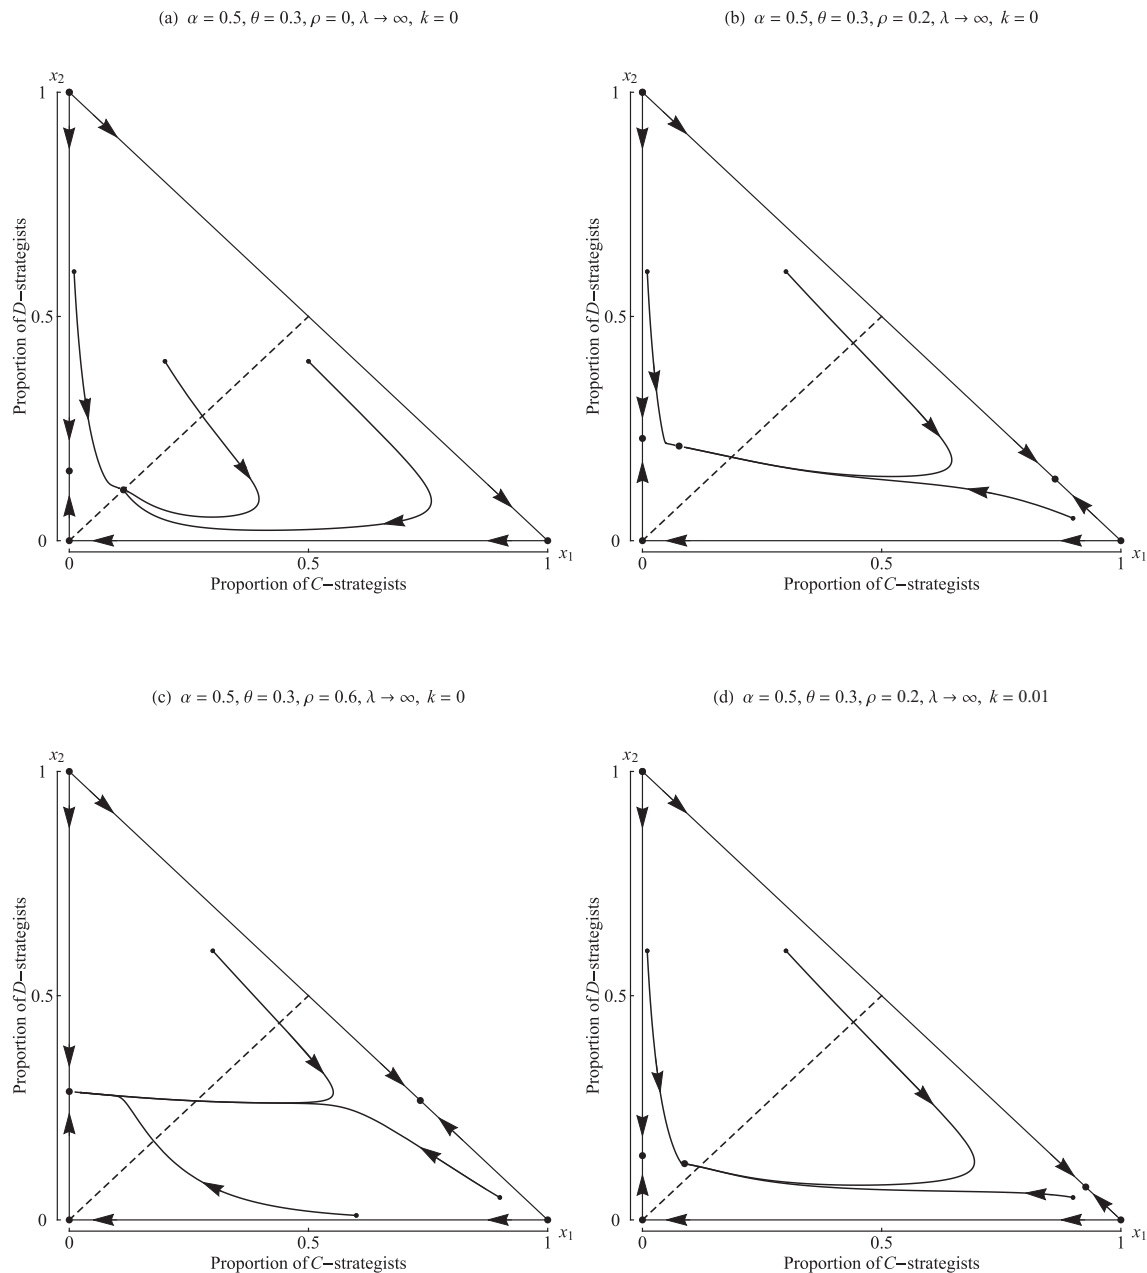 (a) α = 0.5, θ = 0.3, ρ = 0, λ → ∞, k = 0
x₂
1
0.5
0
Proportion of D−strategists
0
0.5
1
x₁
Proportion of C−strategists
(b) α = 0.5, θ = 0.3, ρ = 0.2, λ → ∞, k = 0
x₂
1
0.5
0
Proportion of D−strategists
0
0.5
1
x₁
Proportion of C−strategists
(c) α = 0.5, θ = 0.3, ρ = 0.6, λ → ∞, k = 0
x₂
1
0.5
0
Proportion of D−strategists
0
0.5
1
x₁
Proportion of C−strategists
(d) α = 0.5, θ = 0.3, ρ = 0.2, λ → ∞, k = 0.01
x₂
1
0.5
0
Proportion of D−strategists
0
0.5
1
x₁
Proportion of C−strategists